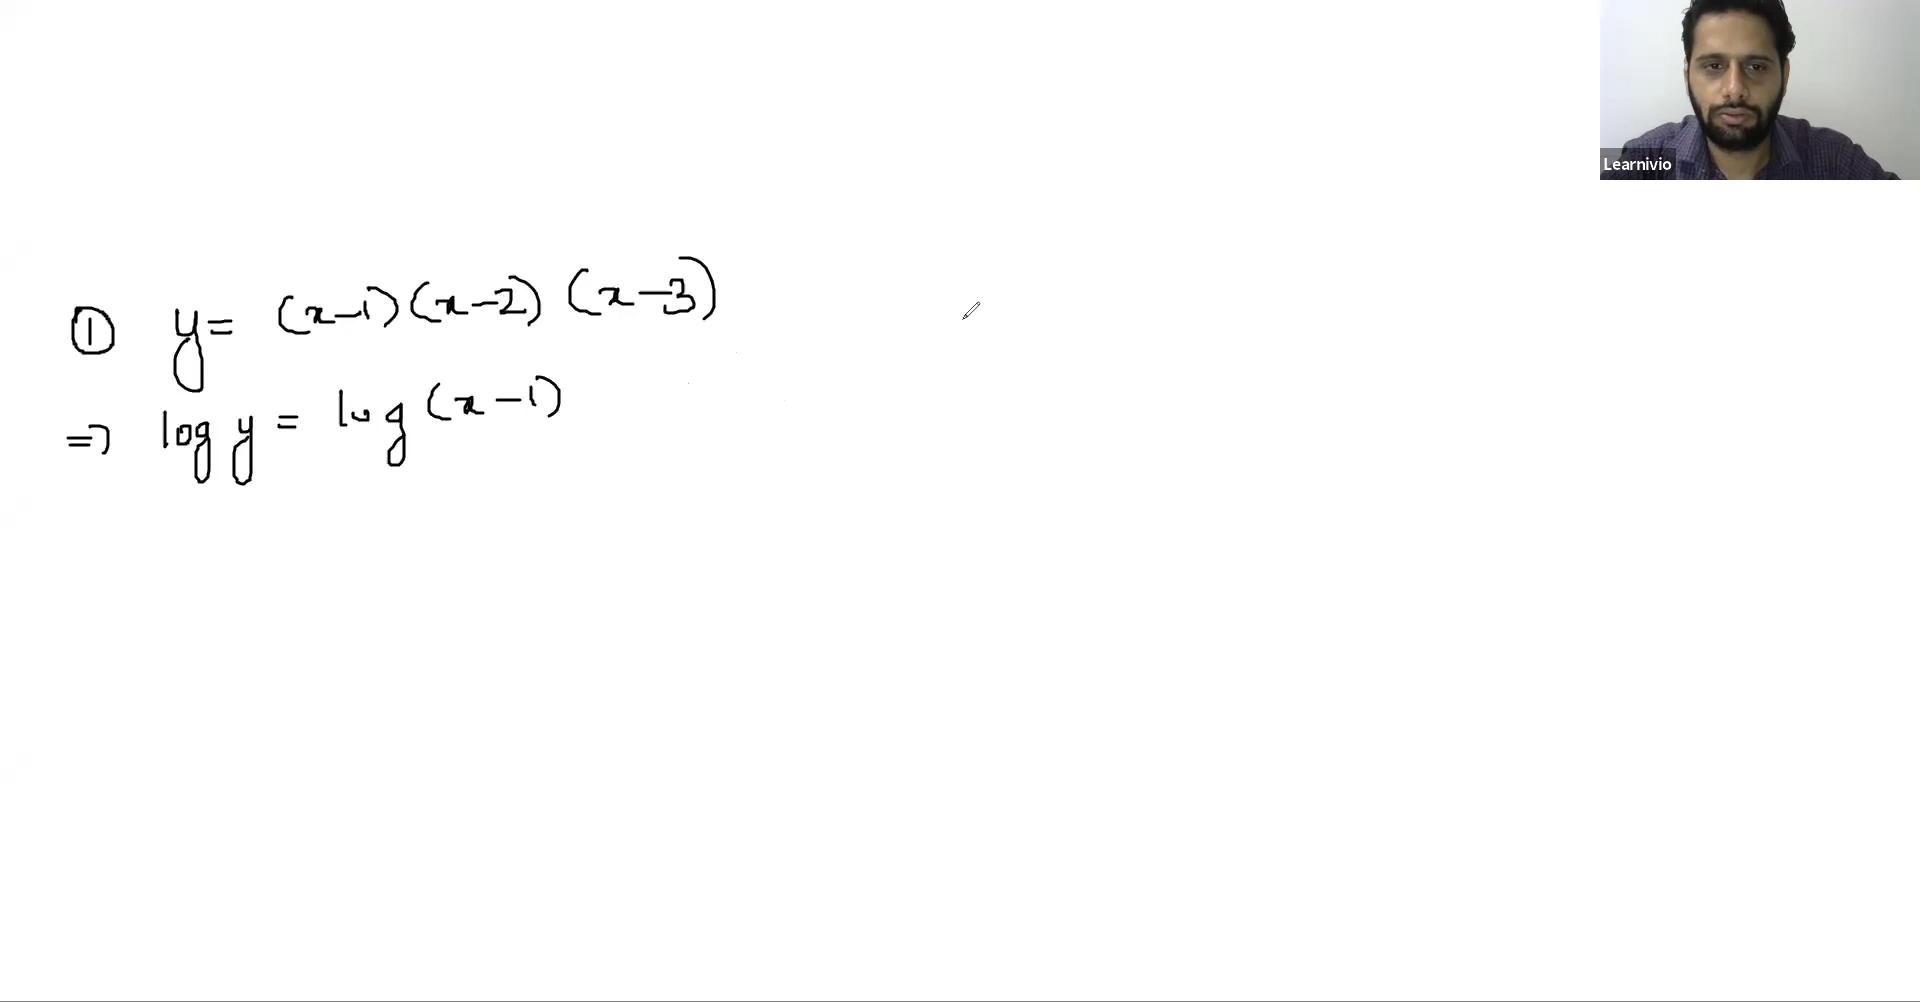 Learnivio
① y = (x-1)(x-2)(x-3)
⇒ log y = log(x-1)